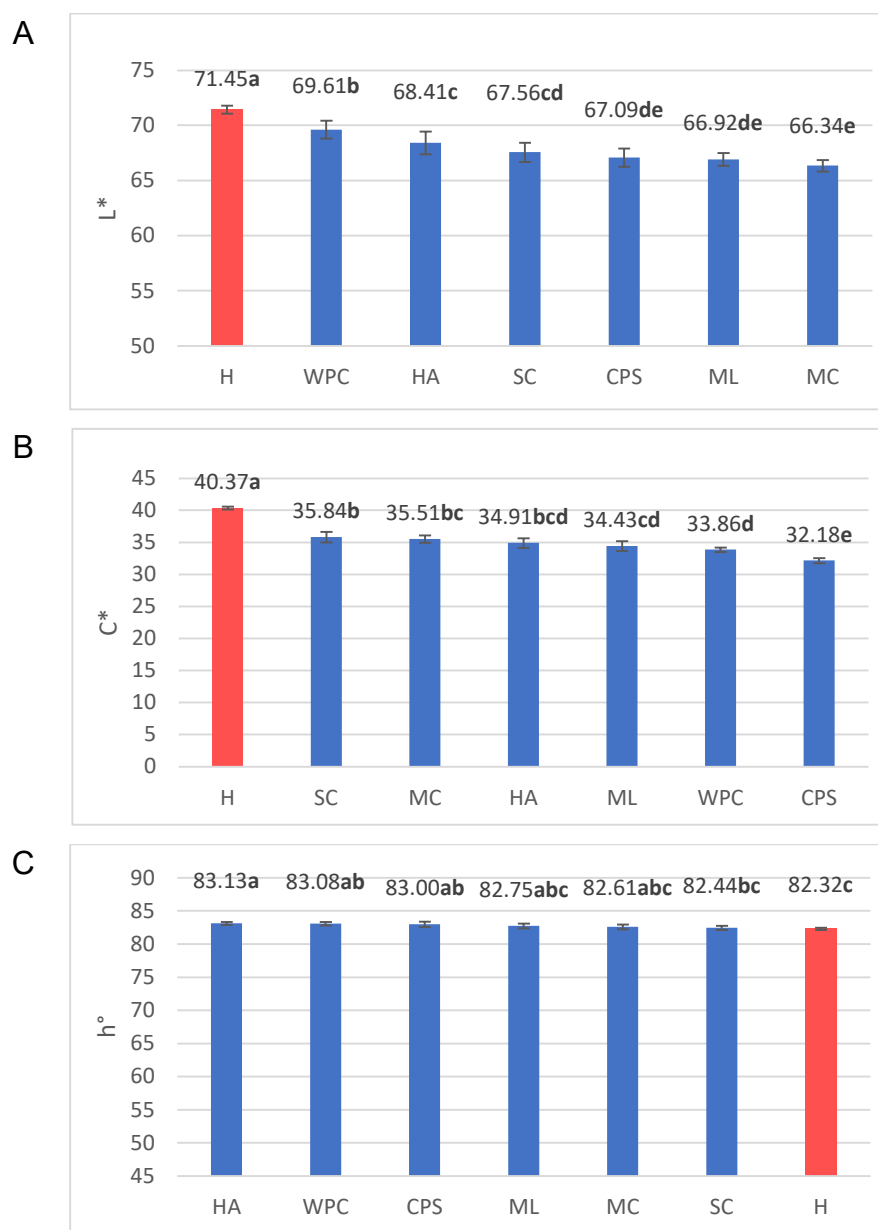 A
75
71.45a 69.61b 68.41c 67.56cd 67.09de 66.92de 66.34e
70
65
60
55
50
L*
H WPC HA SC CPS ML MC
B
45
40.37a 35.84b 35.51bc 34.91bcd 34.43cd 33.86d 32.18e
40
35
30
25
20
15
10
5
0
C*
H SC MC HA ML WPC CPS
C
90
83.13a 83.08ab 83.00ab 82.75abc 82.61abc 82.44bc 82.32c
85
80
75
70
65
60
55
50
45
h°
HA WPC CPS ML MC SC H